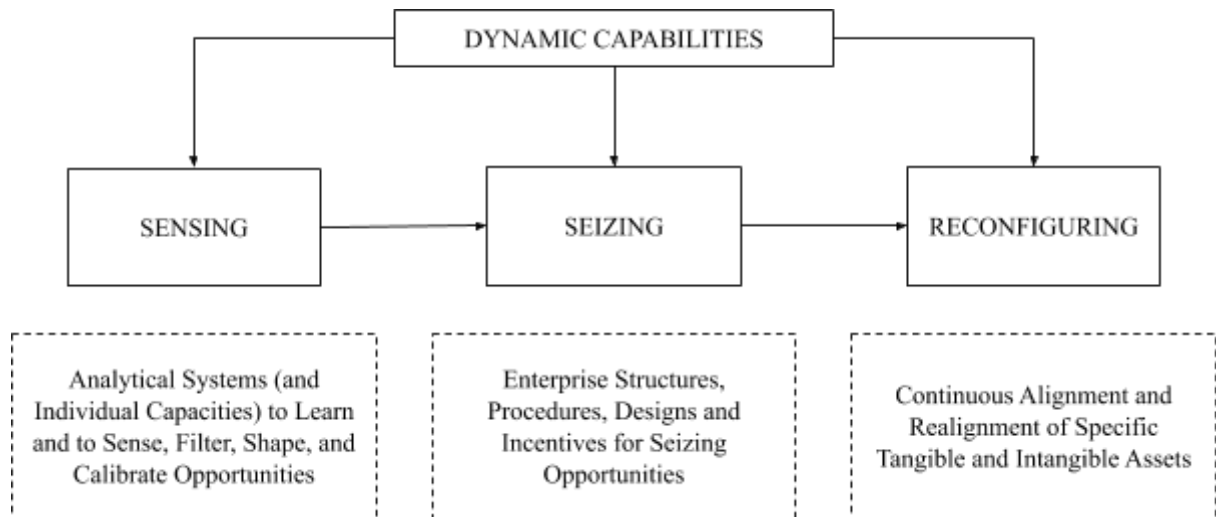 DYNAMIC CAPABILITIES
SENSING
SEIZING
RECONFIGURING
Analytical Systems (and
Individual Capacities) to Learn
and to Sense, Filter, Shape, and
Calibrate Opportunities
Enterprise Structures,
Procedures, Designs and
Incentives for Seizing
Opportunities
Continuous Alignment and
Realignment of Specific
Tangible and Intangible Assets